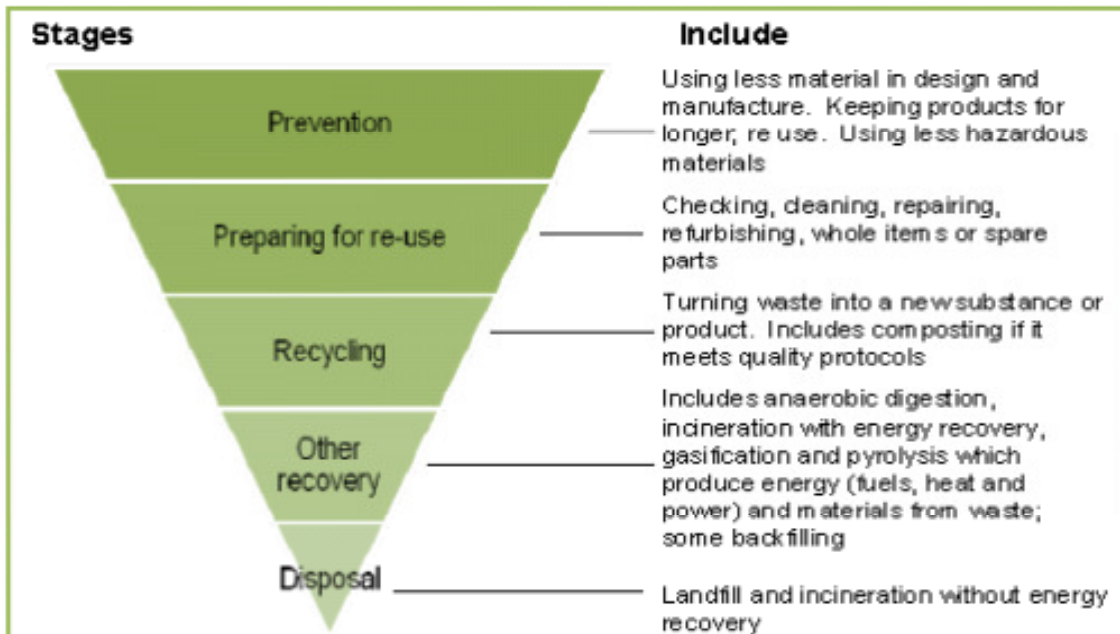 Stages
Include
Prevention
Using less material in design and
manufacture. Keeping products for
longer; re use. Using less hazardous
materials
Preparing for re-use
Checking, cleaning, repairing,
refurbishing, whole items or spare
parts
Recycling
Turning waste into a new substance or
product. Includes composting if it
meets quality protocols
Other
recovery
Includes anaerobic digestion,
incineration with energy recovery,
gasification and pyrolysis which
produce energy (fuels, heat and
power) and materials from waste;
some backfilling
Disposal
Landfill and incineration without energy
recovery